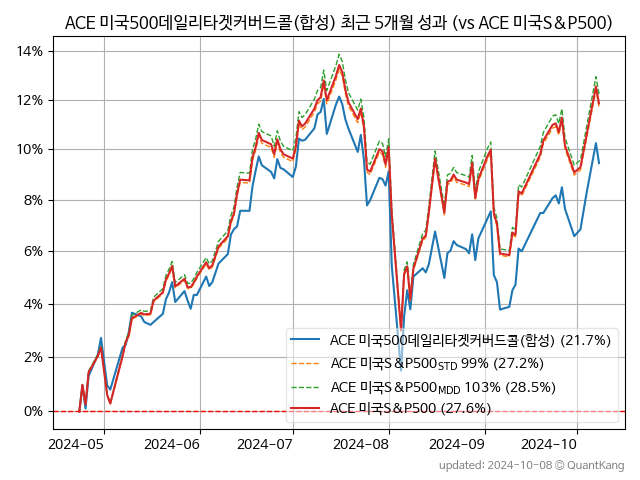 ACE 미국500데일리타겟커버드콜(합성) 최근 5개월 성과 (vs ACE 미국S&P500)
14%
12%
10%
8%
6%
4%
2%
0%
ACE 미국500데일리타겟커버드콜(합성) (21.7%)
ACE 미국S&P500STD 99% (27.2%)
ACE 미국S&P500MDD 103% (28.5%)
ACE 미국S&P500 (27.6%)
2024-05 2024-06 2024-07 2024-08 2024-09 2024-10
updated: 2024-10-08 © QuantKang